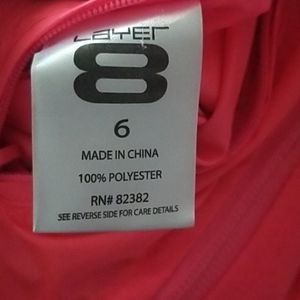 LAYER
8
6
MADE IN CHINA
100% POLYESTER
RN# 82382
SEE REVERSE SIDE FOR CARE DETAILS